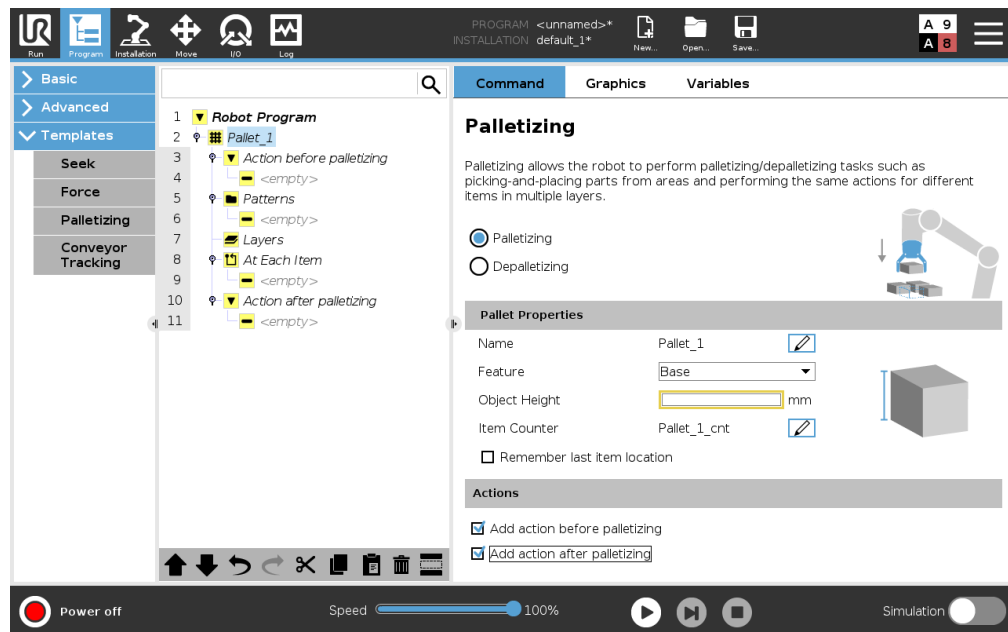 PROGRAM <unnamed>*
INSTALLATION default_1*
UR
A 9
A 8
Run Program Installation Move I/O Log
New... Open... Save...
Basic
Advanced
Templates
Seek
Force
Palletizing
Conveyor
Tracking
1 Robot Program
2 Pallet_1
3 Action before palletizing
4 <empty>
5 Patterns
6 <empty>
7 Layers
8 At Each Item
9 <empty>
10 Action after palletizing
11 <empty>
Command Graphics Variables
Palletizing
Palletizing allows the robot to perform palletizing/depalletizing tasks such as
picking-and-placing parts from areas and performing the same actions for different
items in multiple layers.
Palletizing
Depalletizing
Pallet Properties
Name Pallet_1
Feature Base
Object Height mm
Item Counter Pallet_1_cnt
Remember last item location
Actions
Add action before palletizing
Add action after palletizing
Power off
Speed 100%
Simulation